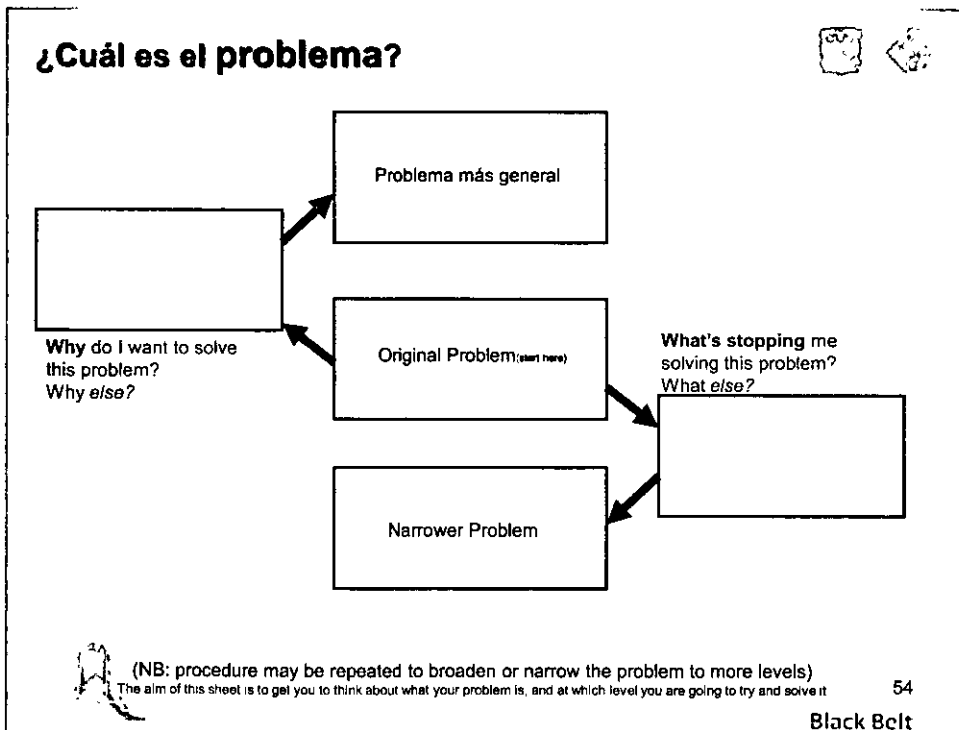 ¿Cuál es el problema?
Problema más general
Why do I want to solve
this problem?
Why else?
Original Problem(start here)
What's stopping me
solving this problem?
What else?
Narrower Problem
(NB: procedure may be repeated to broaden or narrow the problem to more levels)
The aim of this sheet is to get you to think about what your problem is, and at which level you are going to try and solve it
54
Black Belt